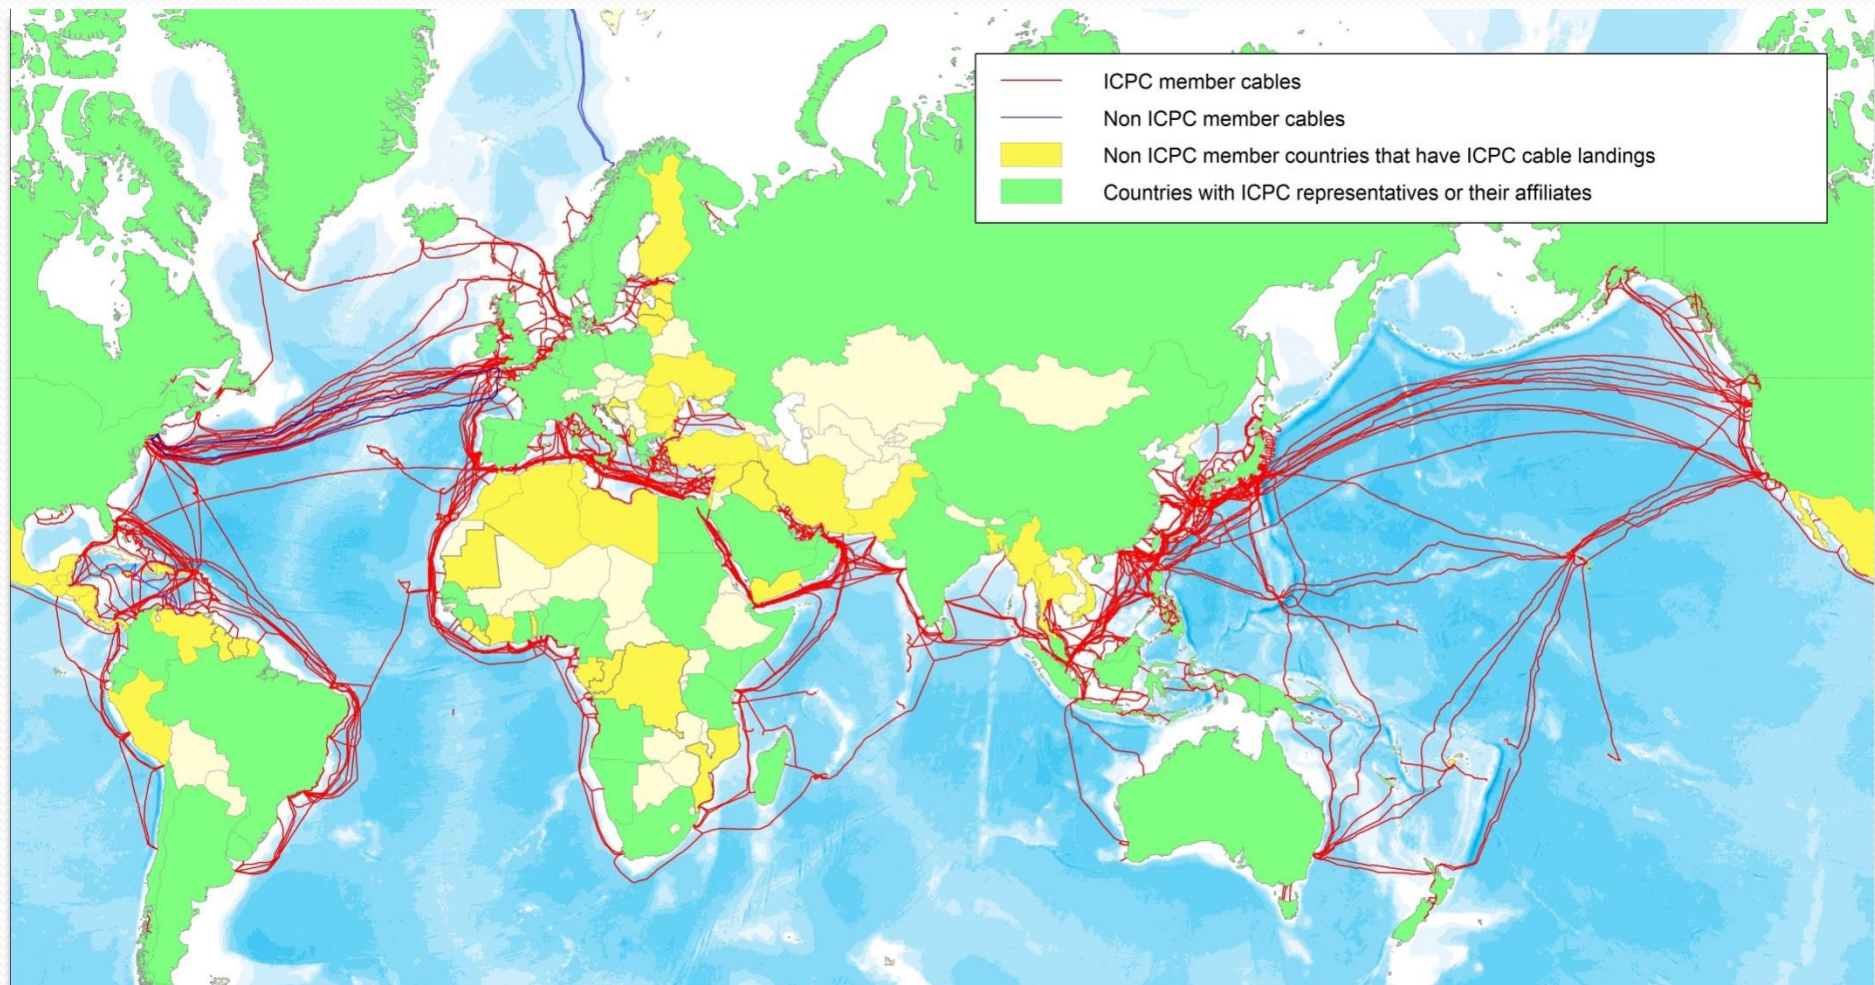 ICPC member cables
Non ICPC member cables
Non ICPC member countries that have ICPC cable landings
Countries with ICPC representatives or their affiliates